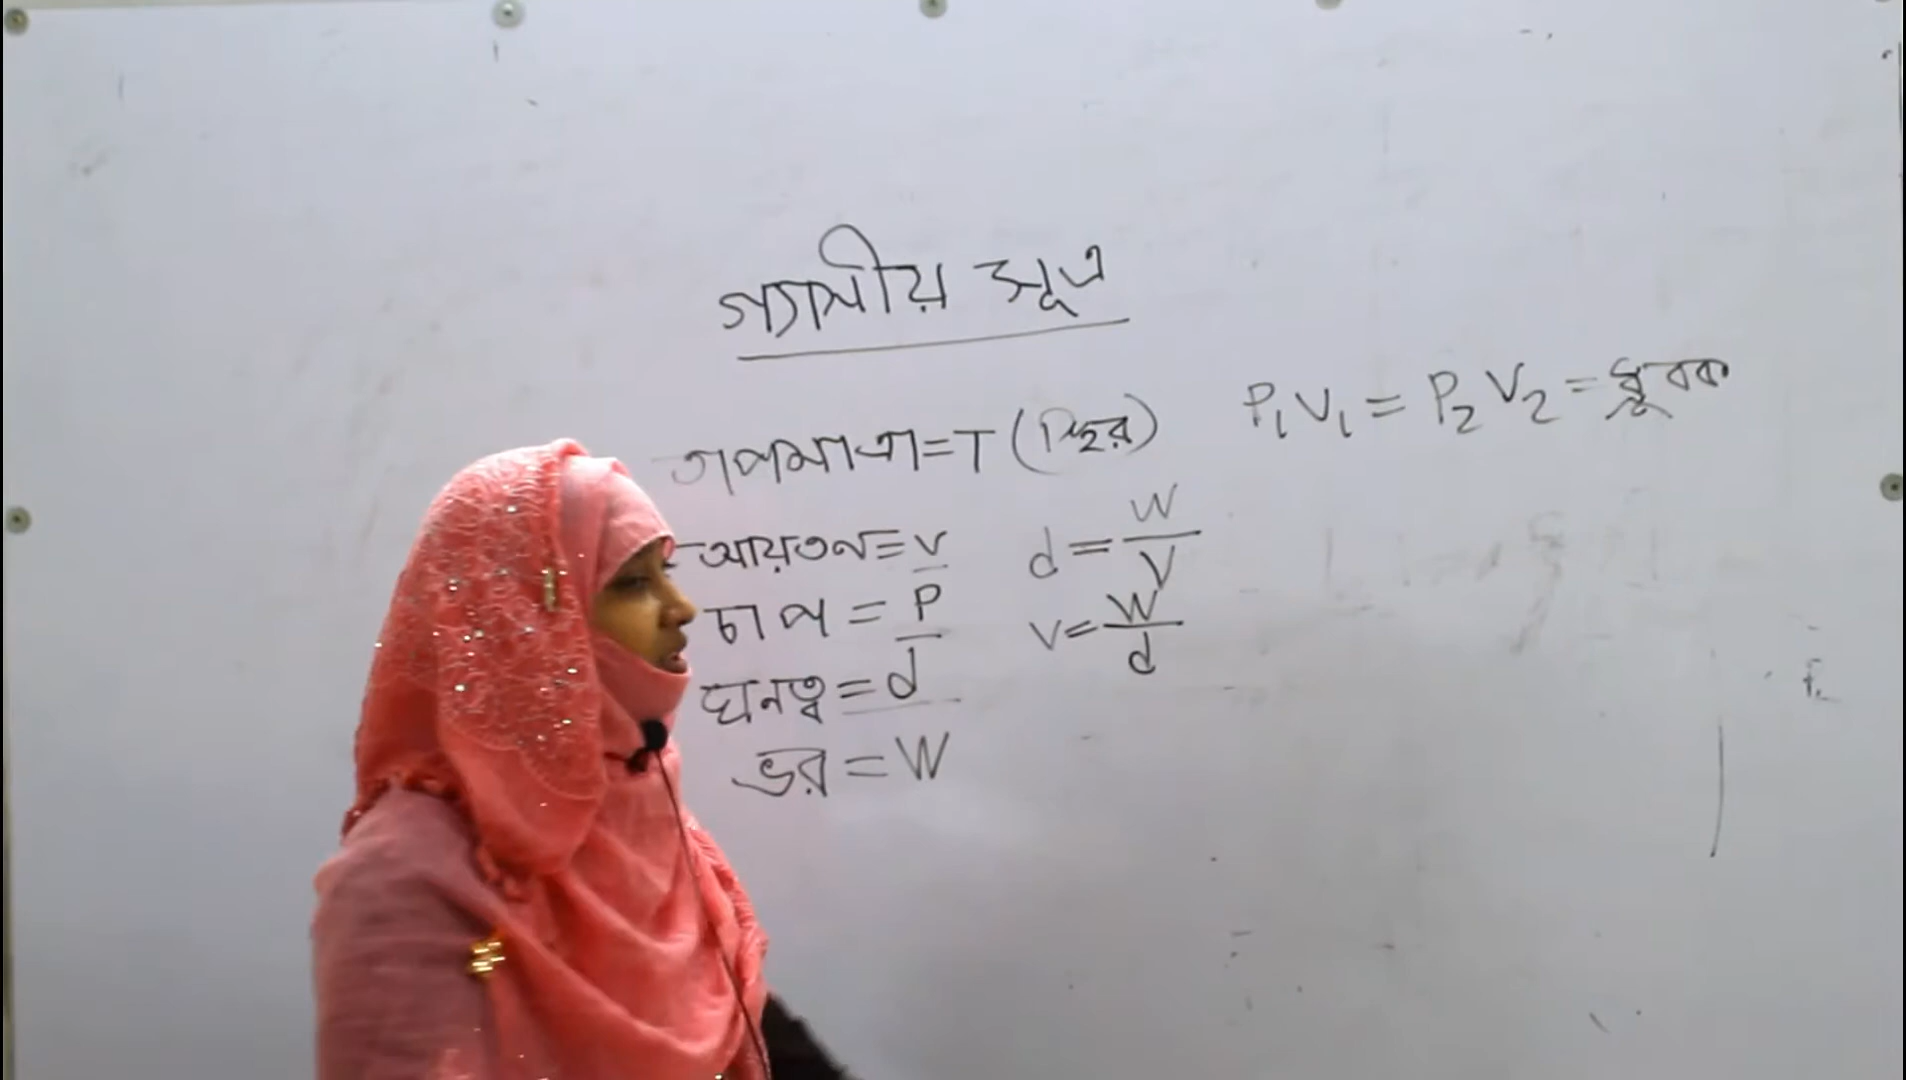 গ্যাসীয় সূত্র
তাপমাত্রা = T (স্থির)
P₁V₁ = P₂V₂ = ধ্রুবক
আয়তন = V
d = W/V
চাপ = P
V = W/d
ঘনত্ব = d
ভর = W